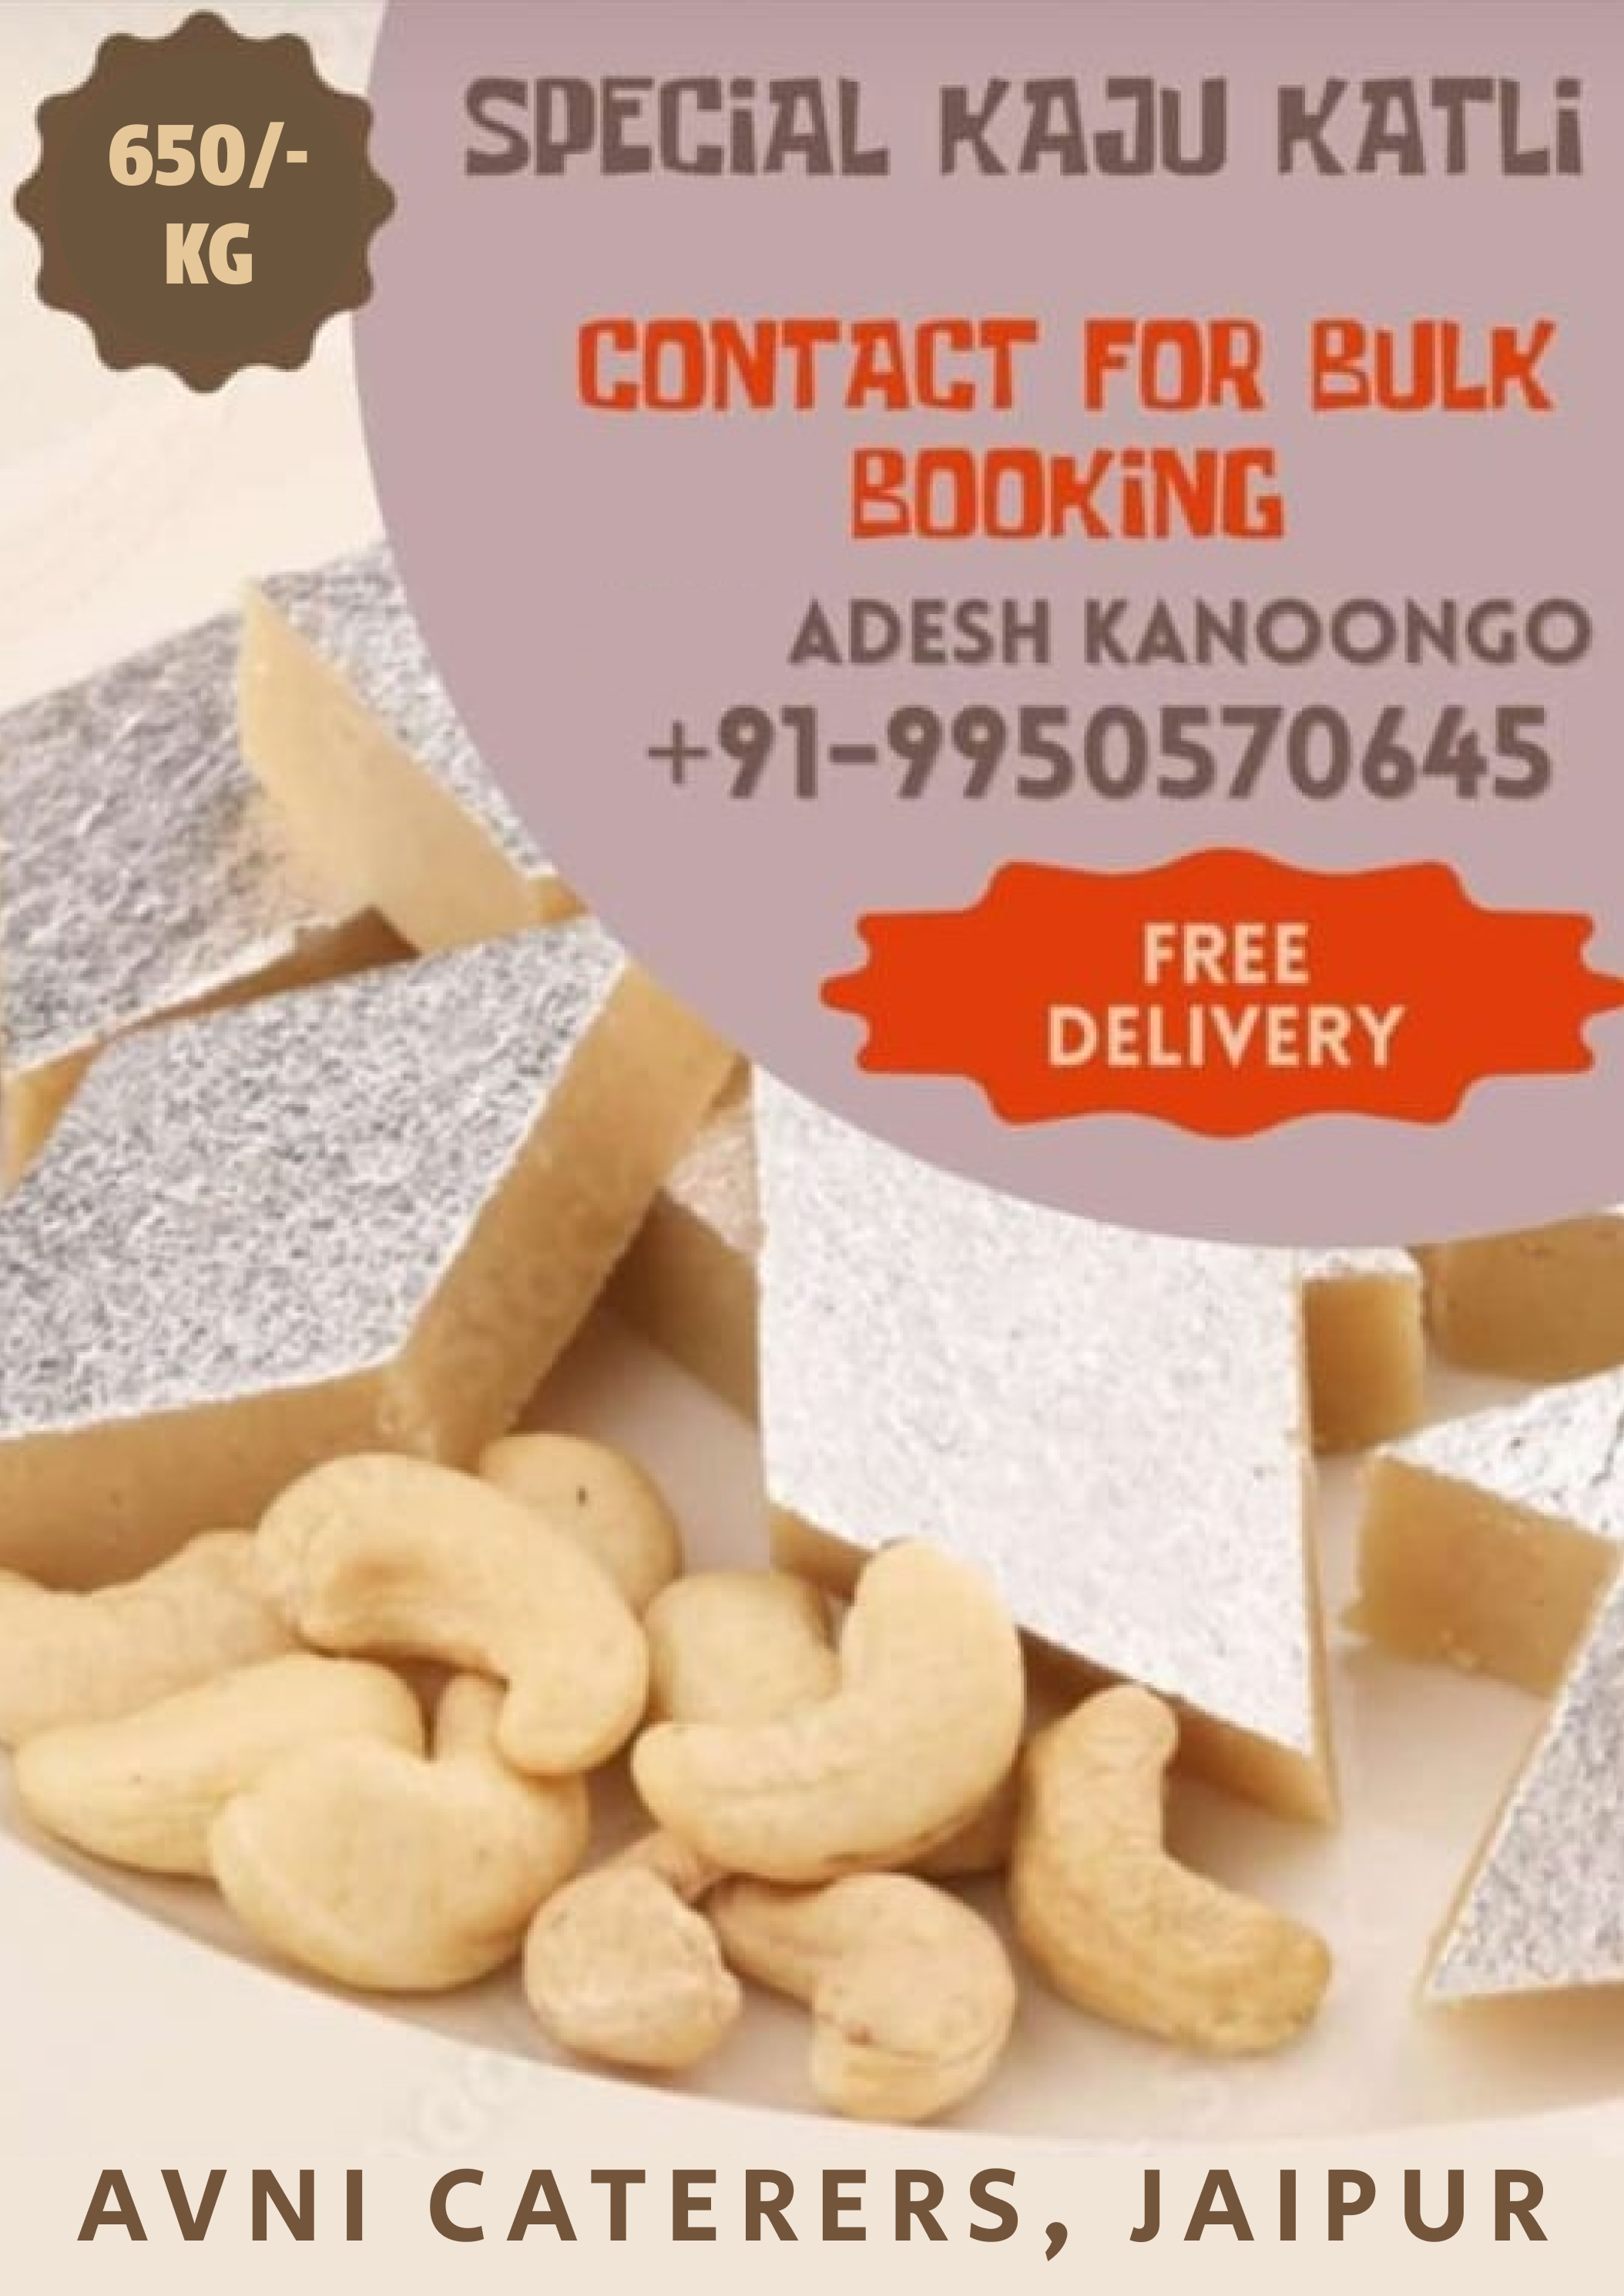 650/-
KG
SPECiAL KAJU KATLi
CONTACT FOR BULK
BOOKiNG
ADESH KANOONGO
+91-9950570645
FREE
DELIVERY
AVNI CATERERS, JAIPUR